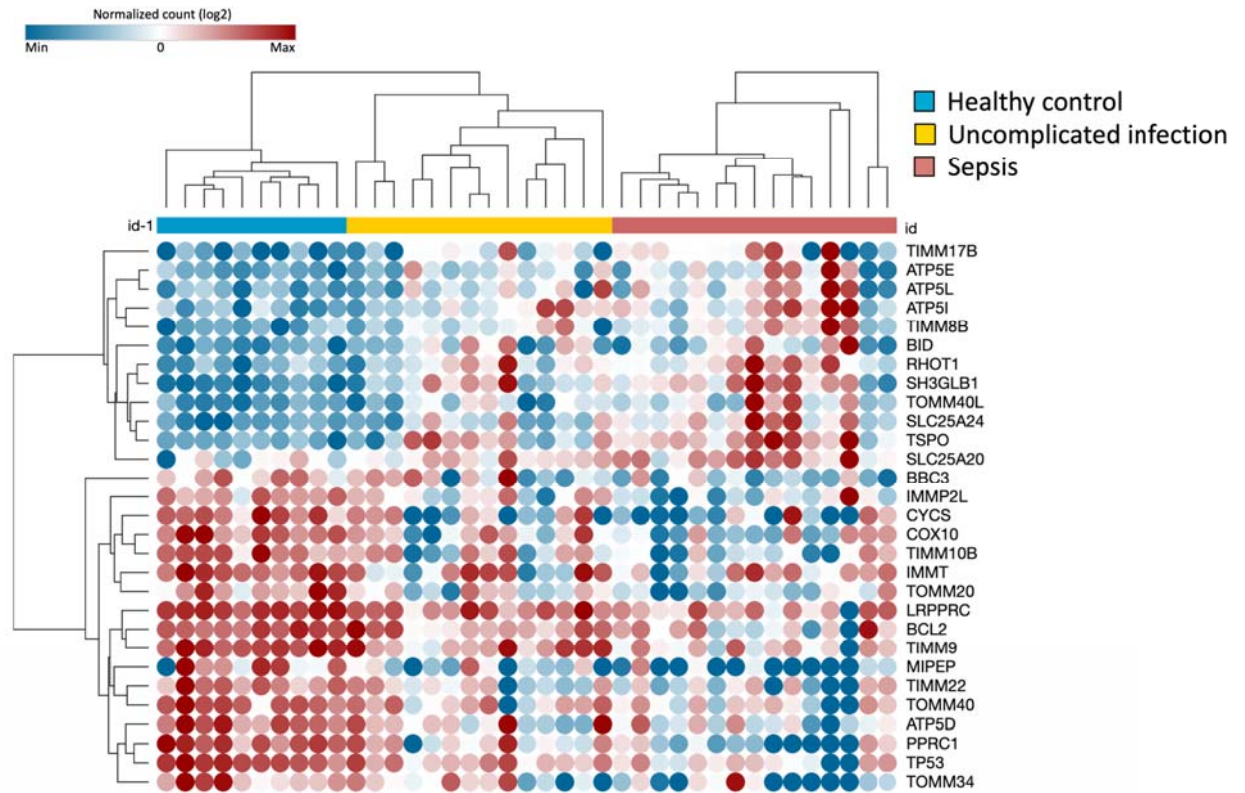 Normalized count (log2)
Min 0 Max
Healthy control
Uncomplicated infection
Sepsis
id-1 id
TIMM17B
ATP5E
ATP5L
ATP5I
TIMM8B
BID
RHOT1
SH3GLB1
TOMM40L
SLC25A24
TSPO
SLC25A20
BBC3
IMMP2L
CYCS
COX10
TIMM10B
IMMT
TOMM20
LRPPRC
BCL2
TIMM9
MIPEP
TIMM22
TOMM40
ATP5D
PPRC1
TP53
TOMM34